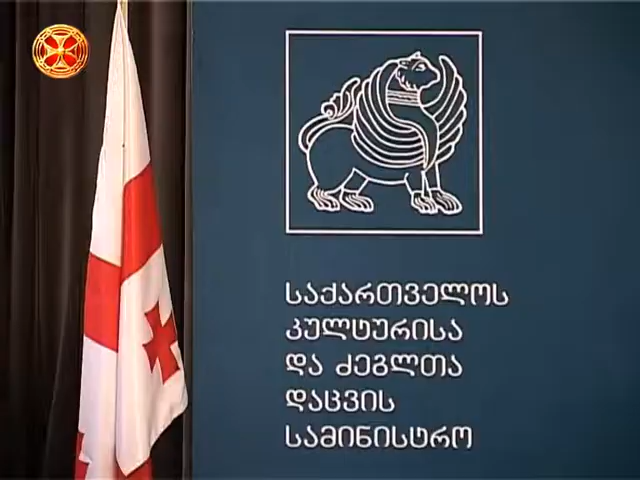 საქართველოს
კულტურისა
და ძეგლთა
დაცვის
სამინისტრო